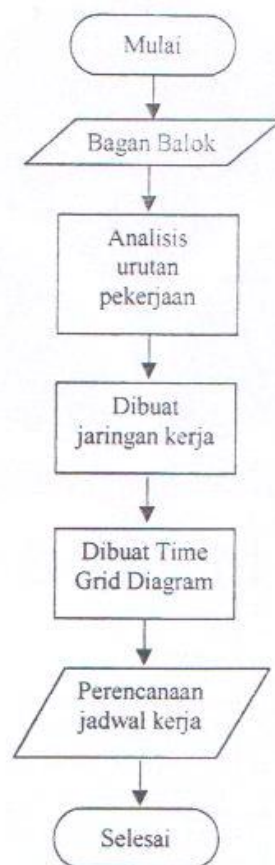 Mulai
Bagan Balok
Analisis
urutan
pekerjaan
Dibuat
jaringan kerja
Dibuat Time
Grid Diagram
Perencanaan
jadwal kerja
Selesai